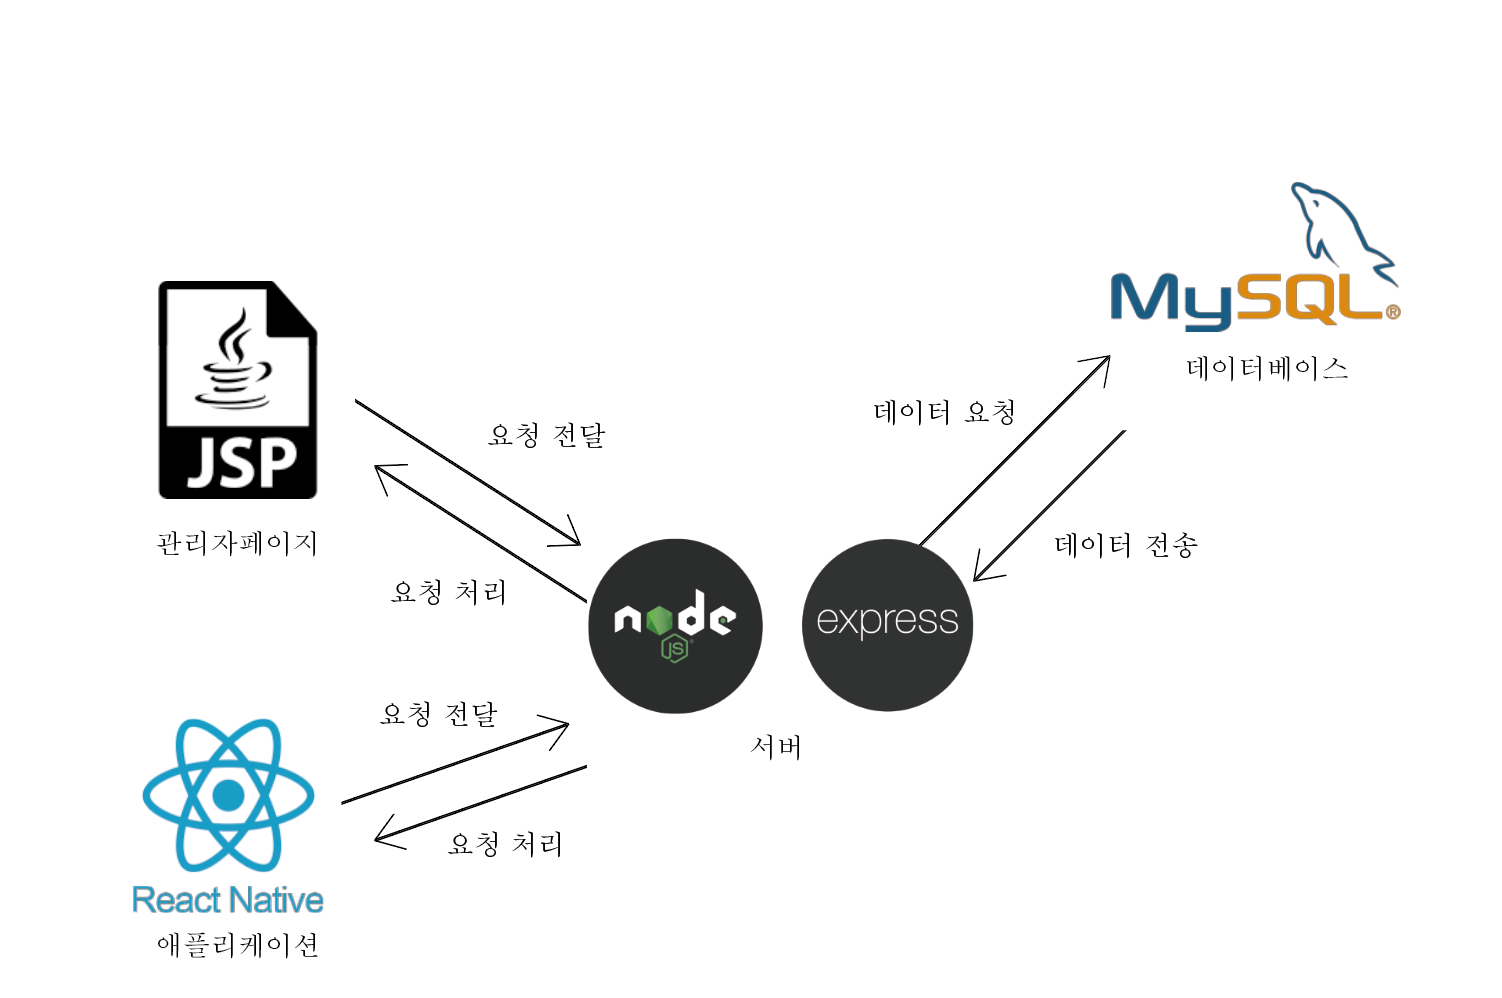 MySQL®
데이터베이스
JSP
관리자페이지
요청 전달
요청 처리
데이터 요청
데이터 전송
node
JS
express
서버
요청 전달
요청 처리
React Native
애플리케이션